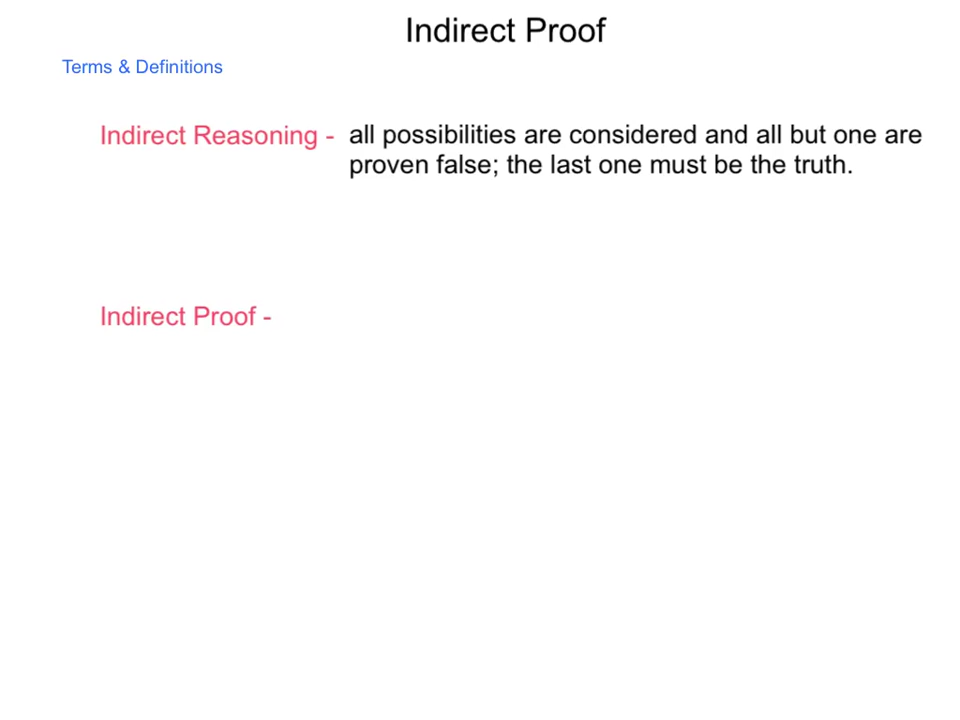 Indirect Proof
Terms & Definitions
Indirect Reasoning - all possibilities are considered and all but one are
proven false; the last one must be the truth.
Indirect Proof -